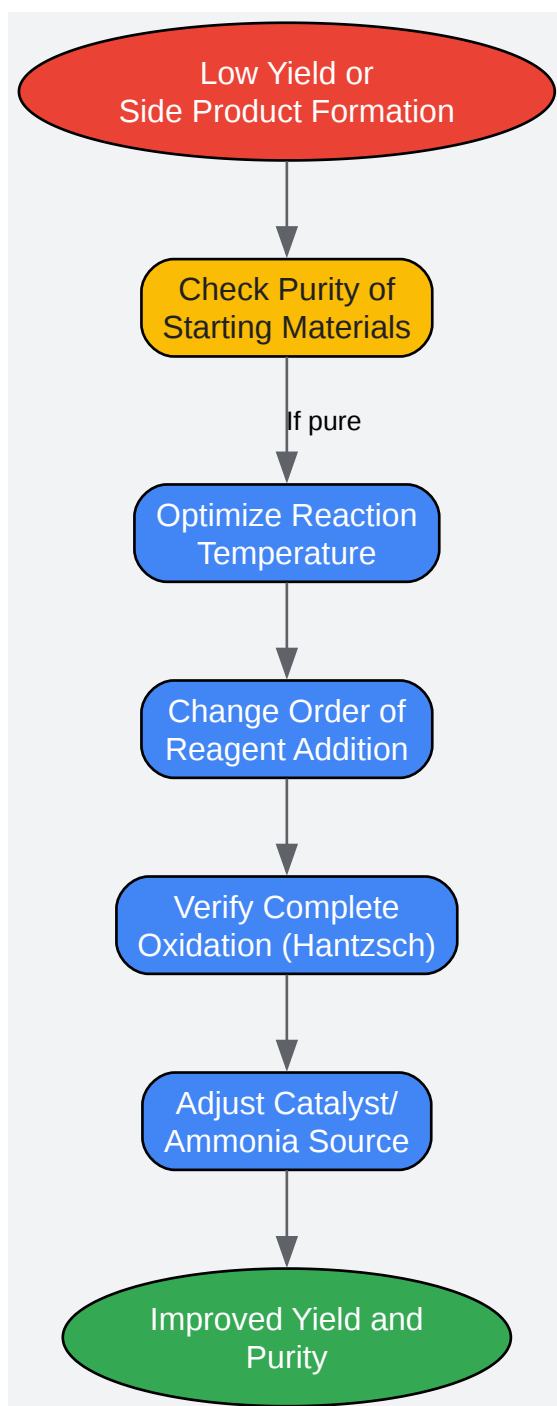 Low Yield or
Side Product Formation
Check Purity of
Starting Materials
If pure
Optimize Reaction
Temperature
Change Order of
Reagent Addition
Verify Complete
Oxidation (Hantzsch)
Adjust Catalyst/
Ammonia Source
Improved Yield and
Purity